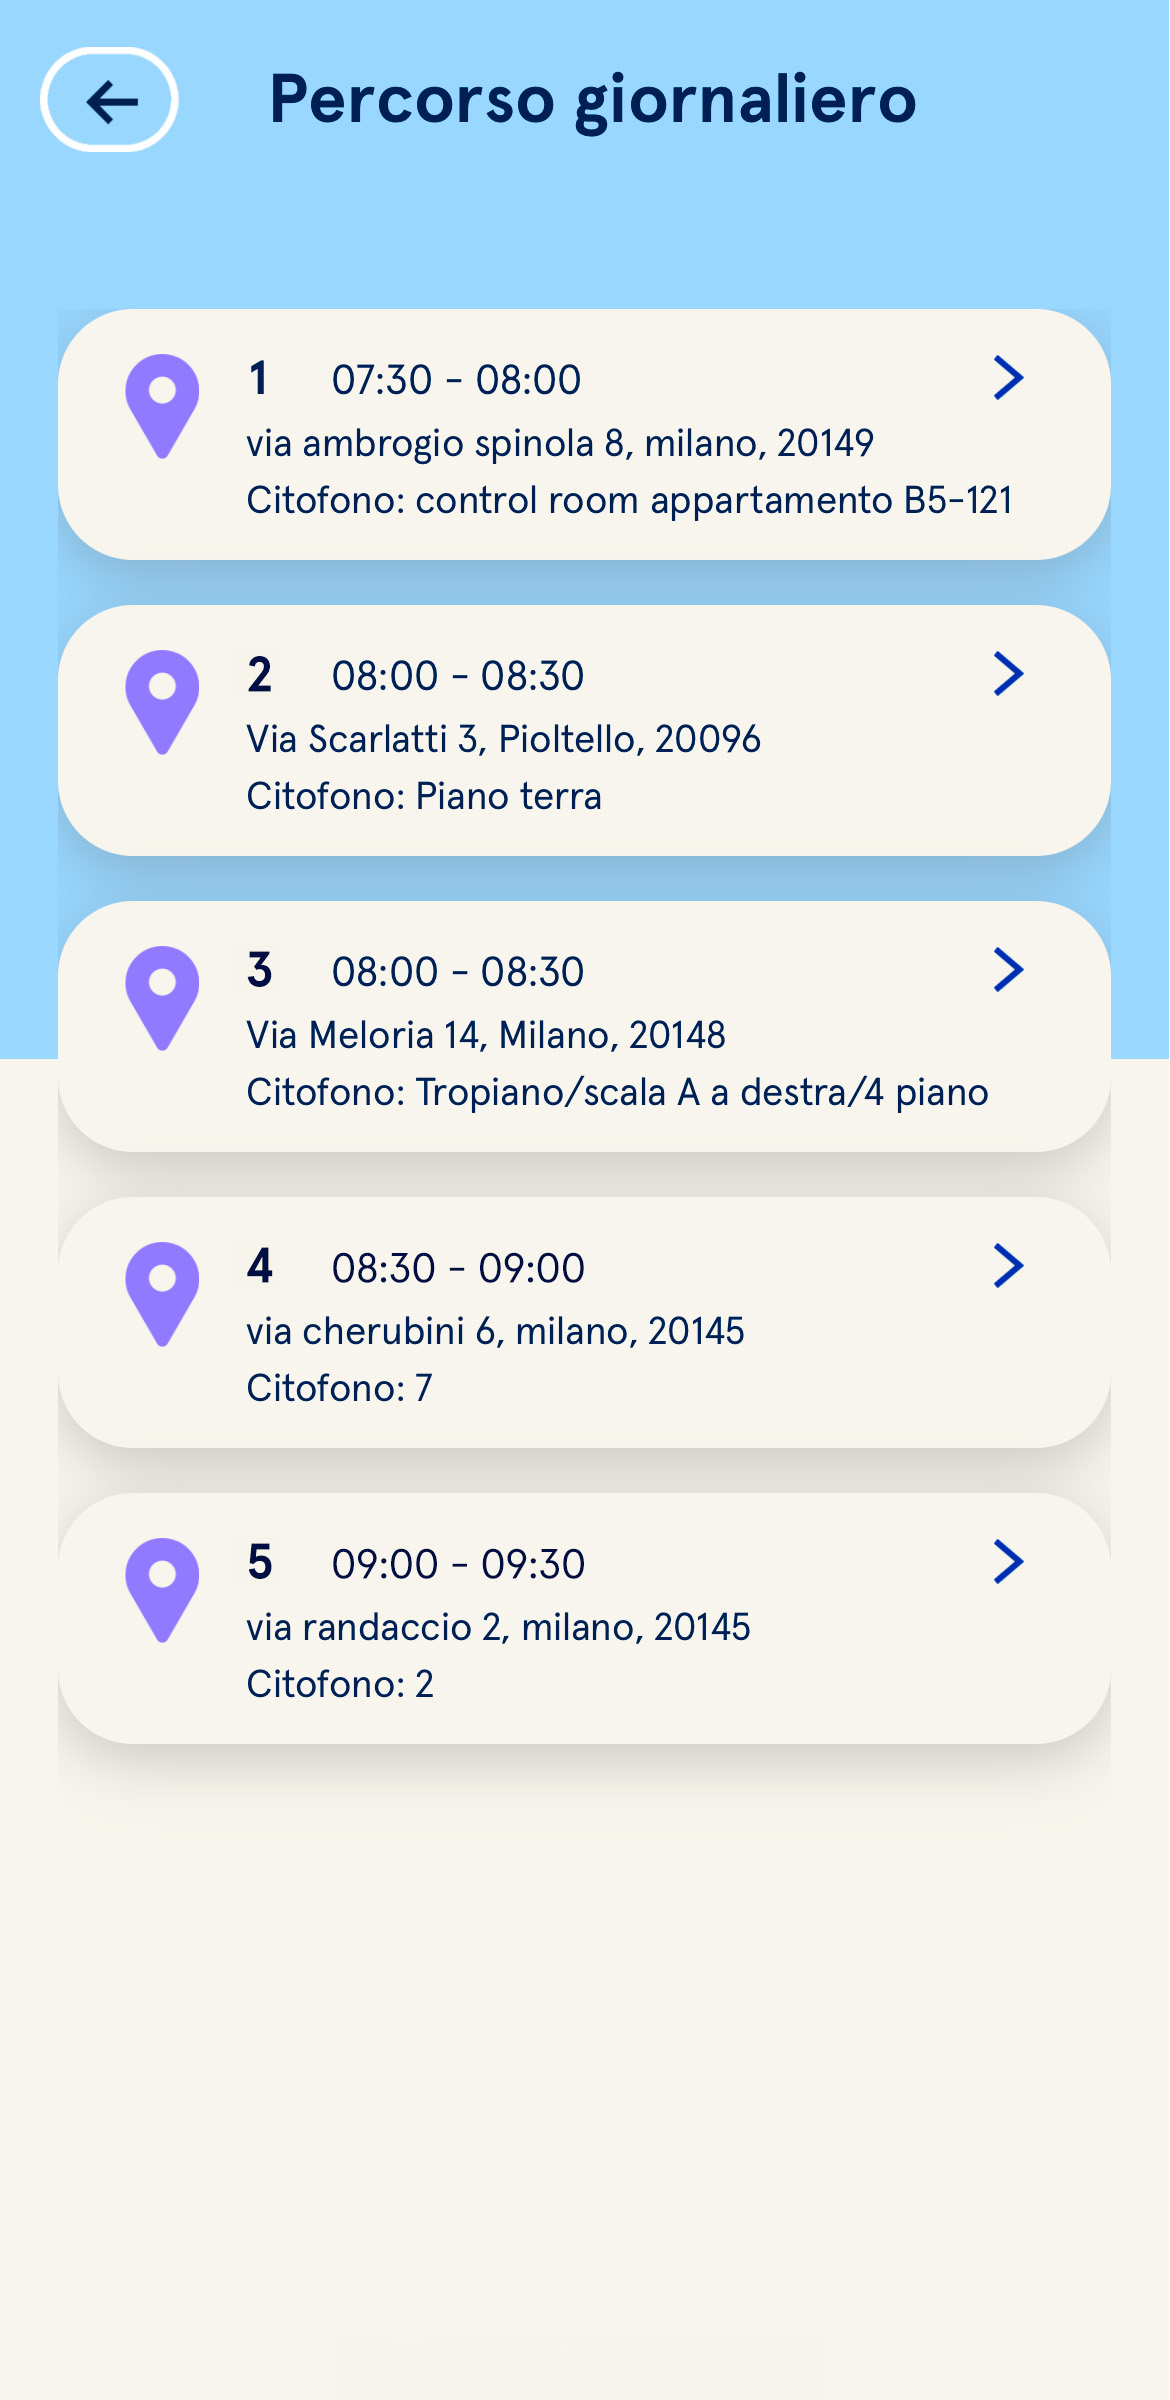 Percorso giornaliero
1 07:30 - 08:00
via ambrogio spinola 8, milano, 20149
Citofono: control room appartamento B5-121
2 08:00 - 08:30
Via Scarlatti 3, Pioltello, 20096
Citofono: Piano terra
3 08:00 - 08:30
Via Meloria 14, Milano, 20148
Citofono: Tropiano/scala A a destra/4 piano
4 08:30 - 09:00
via cherubini 6, milano, 20145
Citofono: 7
5 09:00 - 09:30
via randaccio 2, milano, 20145
Citofono: 2